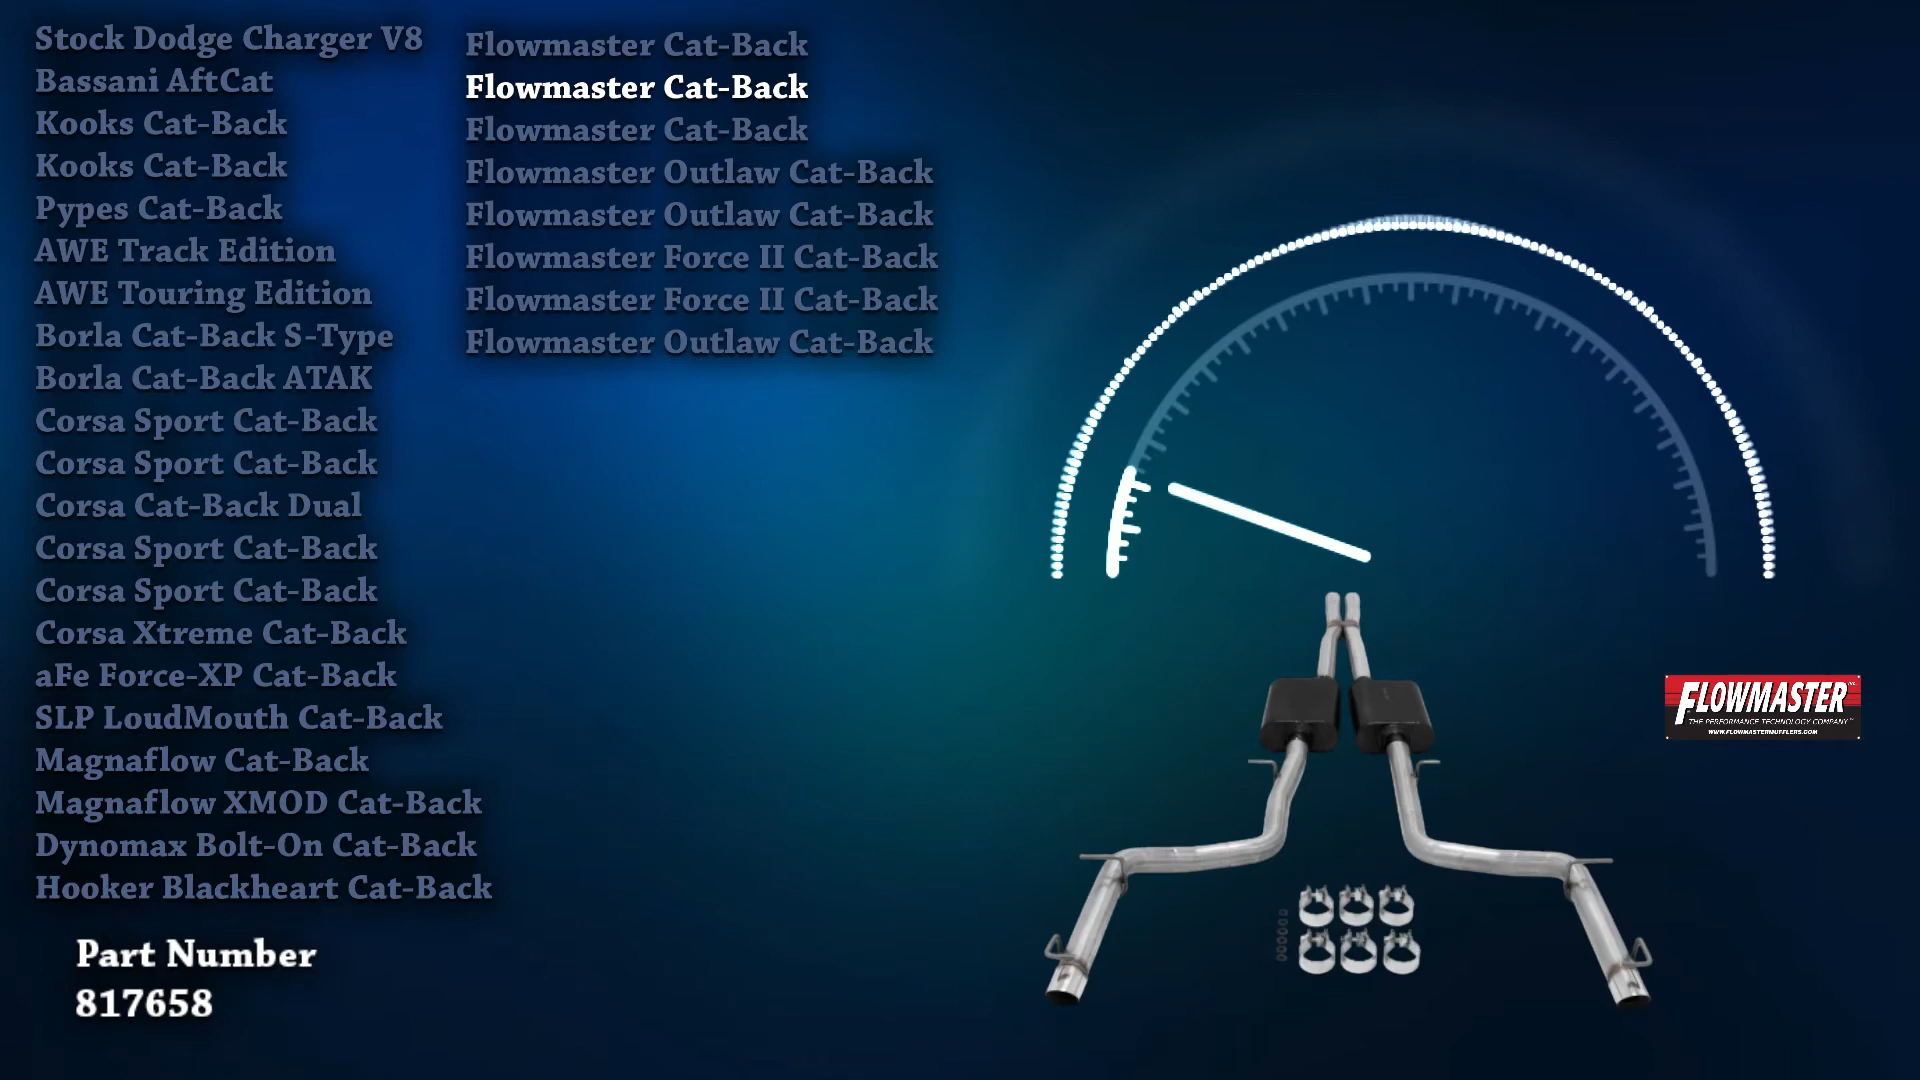 Stock Dodge Charger V8
Bassani AftCat
Kooks Cat-Back
Kooks Cat-Back
Pypes Cat-Back
AWE Track Edition
AWE Touring Edition
Borla Cat-Back S-Type
Borla Cat-Back ATAK
Corsa Sport Cat-Back
Corsa Sport Cat-Back
Corsa Cat-Back Dual
Corsa Sport Cat-Back
Corsa Sport Cat-Back
Corsa Xtreme Cat-Back
aFe Force-XP Cat-Back
SLP LoudMouth Cat-Back
Magnaflow Cat-Back
Magnaflow XMOD Cat-Back
Dynomax Bolt-On Cat-Back
Hooker Blackheart Cat-Back
Flowmaster Cat-Back
Flowmaster Cat-Back
Flowmaster Cat-Back
Flowmaster Outlaw Cat-Back
Flowmaster Outlaw Cat-Back
Flowmaster Force II Cat-Back
Flowmaster Force II Cat-Back
Flowmaster Outlaw Cat-Back
Part Number
817658
FLOWMASTER INC
THE PERFORMANCE TECHNOLOGY COMPANY™
WWW.FLOWMASTERMUFFLERS.COM